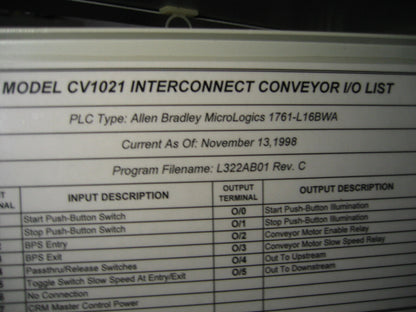 MODEL CV1021 INTERCONNECT CONVEYOR I/O LIST
PLC Type: Allen Bradley MicroLogics 1761-L16BWA
Current As Of: November 13,1998
Program Filename: L322AB01 Rev. C
INPUT DESCRIPTION OUTPUT TERMINAL OUTPUT DESCRIPTION
Start Push-Button Switch O/0 Start Push-Button Illumination
Stop Push-Button Switch O/1 Stop Push-Button Illumination
BPS Entry O/2 Conveyor Motor Enable Relay
BPS Exit O/3 Conveyor Motor Slow Speed Relay
Passthru/Release Switches O/4 Out To Upstream
Toggle Switch Slow Speed At Entry/Exit O/5 Out To Downstream
No Connection
CRM Master Control Power